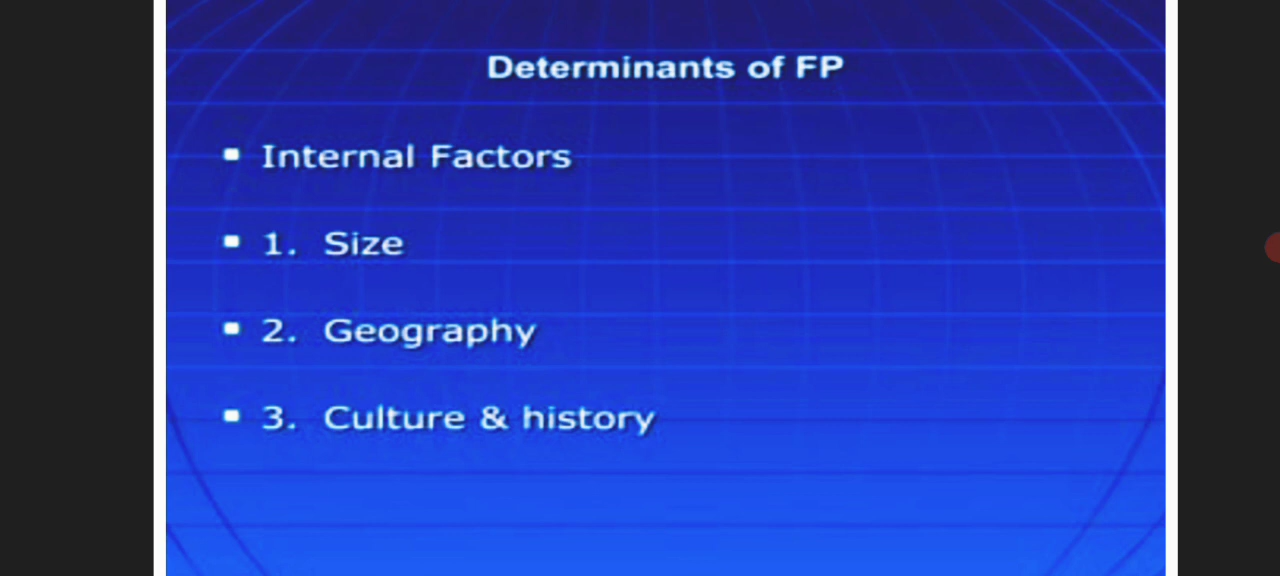 Determinants of FP
▪ Internal Factors
▪ 1. Size
▪ 2. Geography
▪ 3. Culture & history